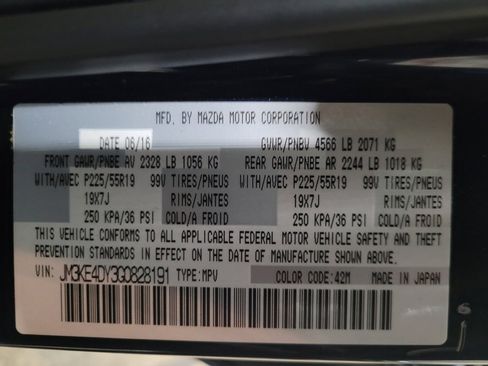 MFD. BY MAZDA MOTOR CORPORATION
DATE 06/16 GVWR/PNBV 4566 LB 2071 KG
FRONT GAWR/PNBE AV 2328 LB 1056 KG REAR GAWR/PNBE AR 2244 LB 1018 KG
WITH/AVEC P225/55R19 99V TIRES/PNEUS WITH/AVEC P225/55R19 99V TIRES/PNEUS
19X7J RIMS/JANTES 19X7J RIMS/JANTES
250 KPA/36 PSI COLD/A FROID 250 KPA/36 PSI COLD/A FROID
THIS VEHICLE CONFORMS TO ALL APPLICABLE FEDERAL MOTOR VEHICLE SAFETY AND THEFT
PREVENTION STANDARDS IN EFFECT ON THE DATE OF MANUFACTURE SHOWN ABOVE.
VIN: JM3KE4DY3G0828191 TYPE: MPV COLOR CODE: 42M MADE IN JAPAN